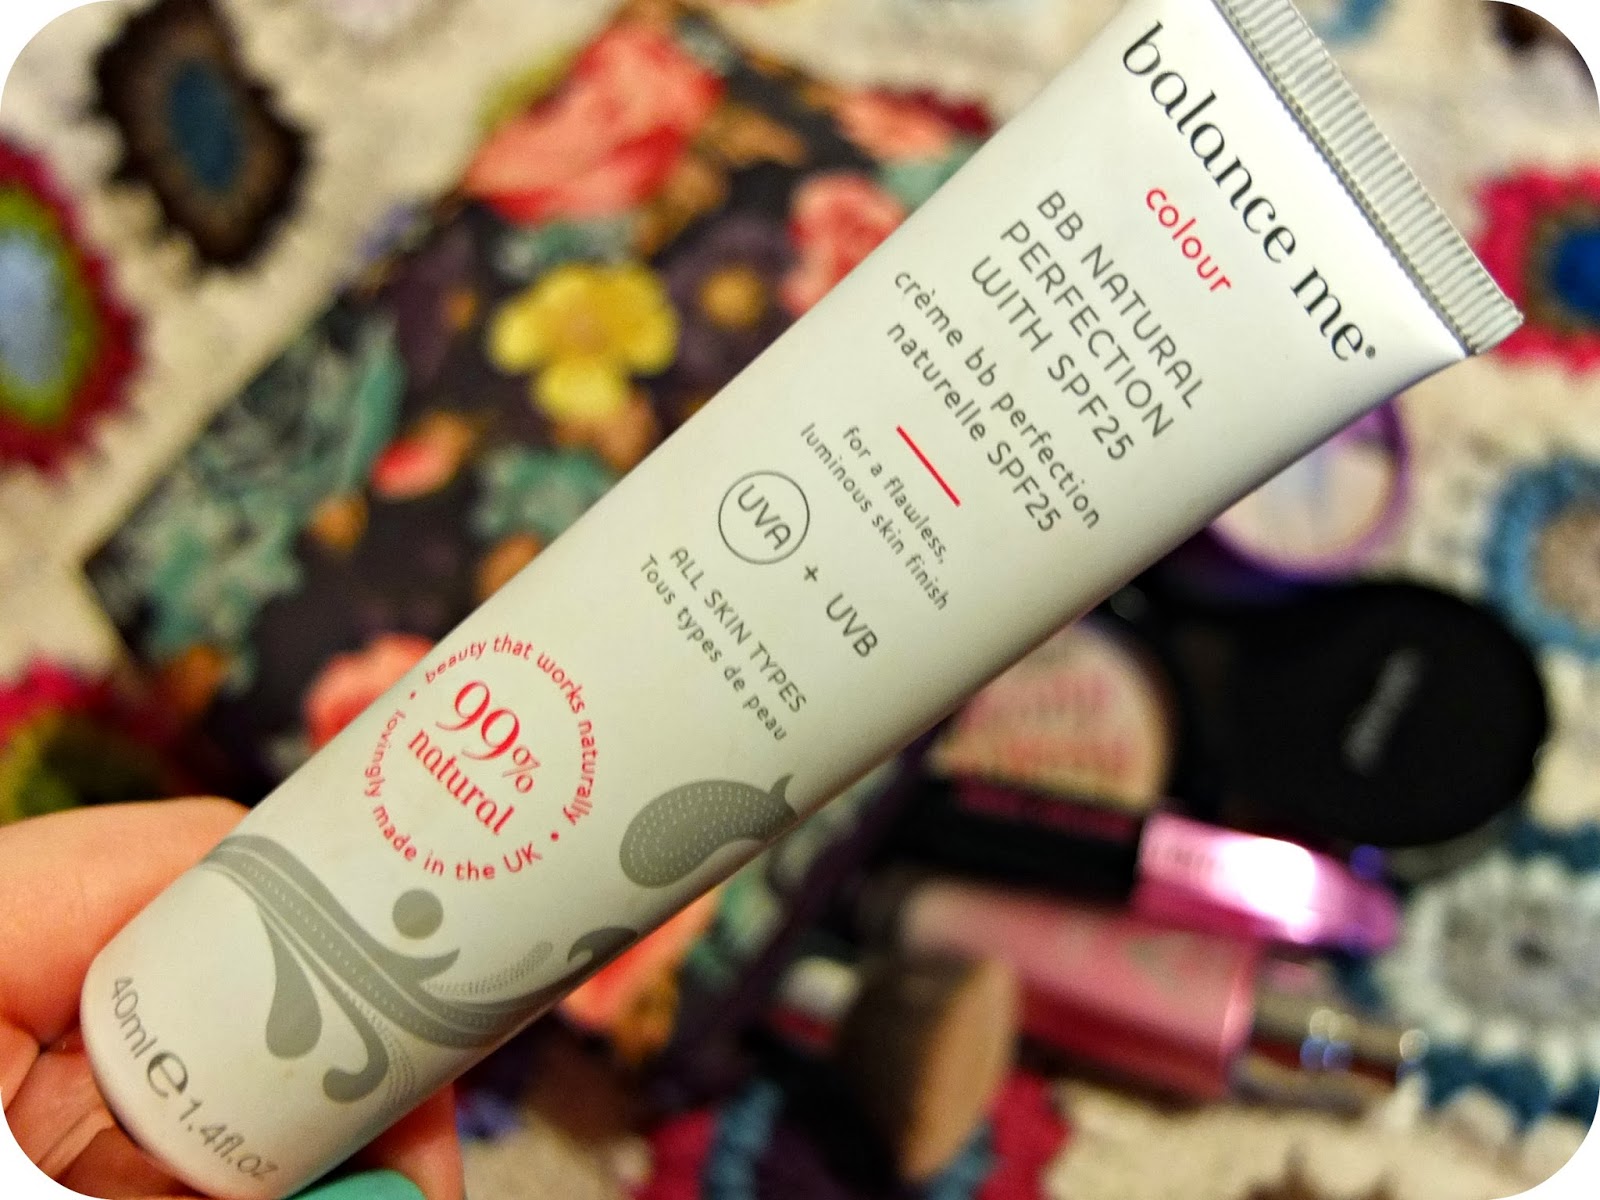 balance me®
colour
BB NATURAL
PERFECTION
WITH SPF25
crème bb perfection
naturelle SPF25
for a flawless,
luminous skin finish
UVA + UVB
ALL SKIN TYPES
Tous types de peau
• beauty that works naturally •
99%
natural
lovingly made in the UK
40ml e 1.4fl.oz